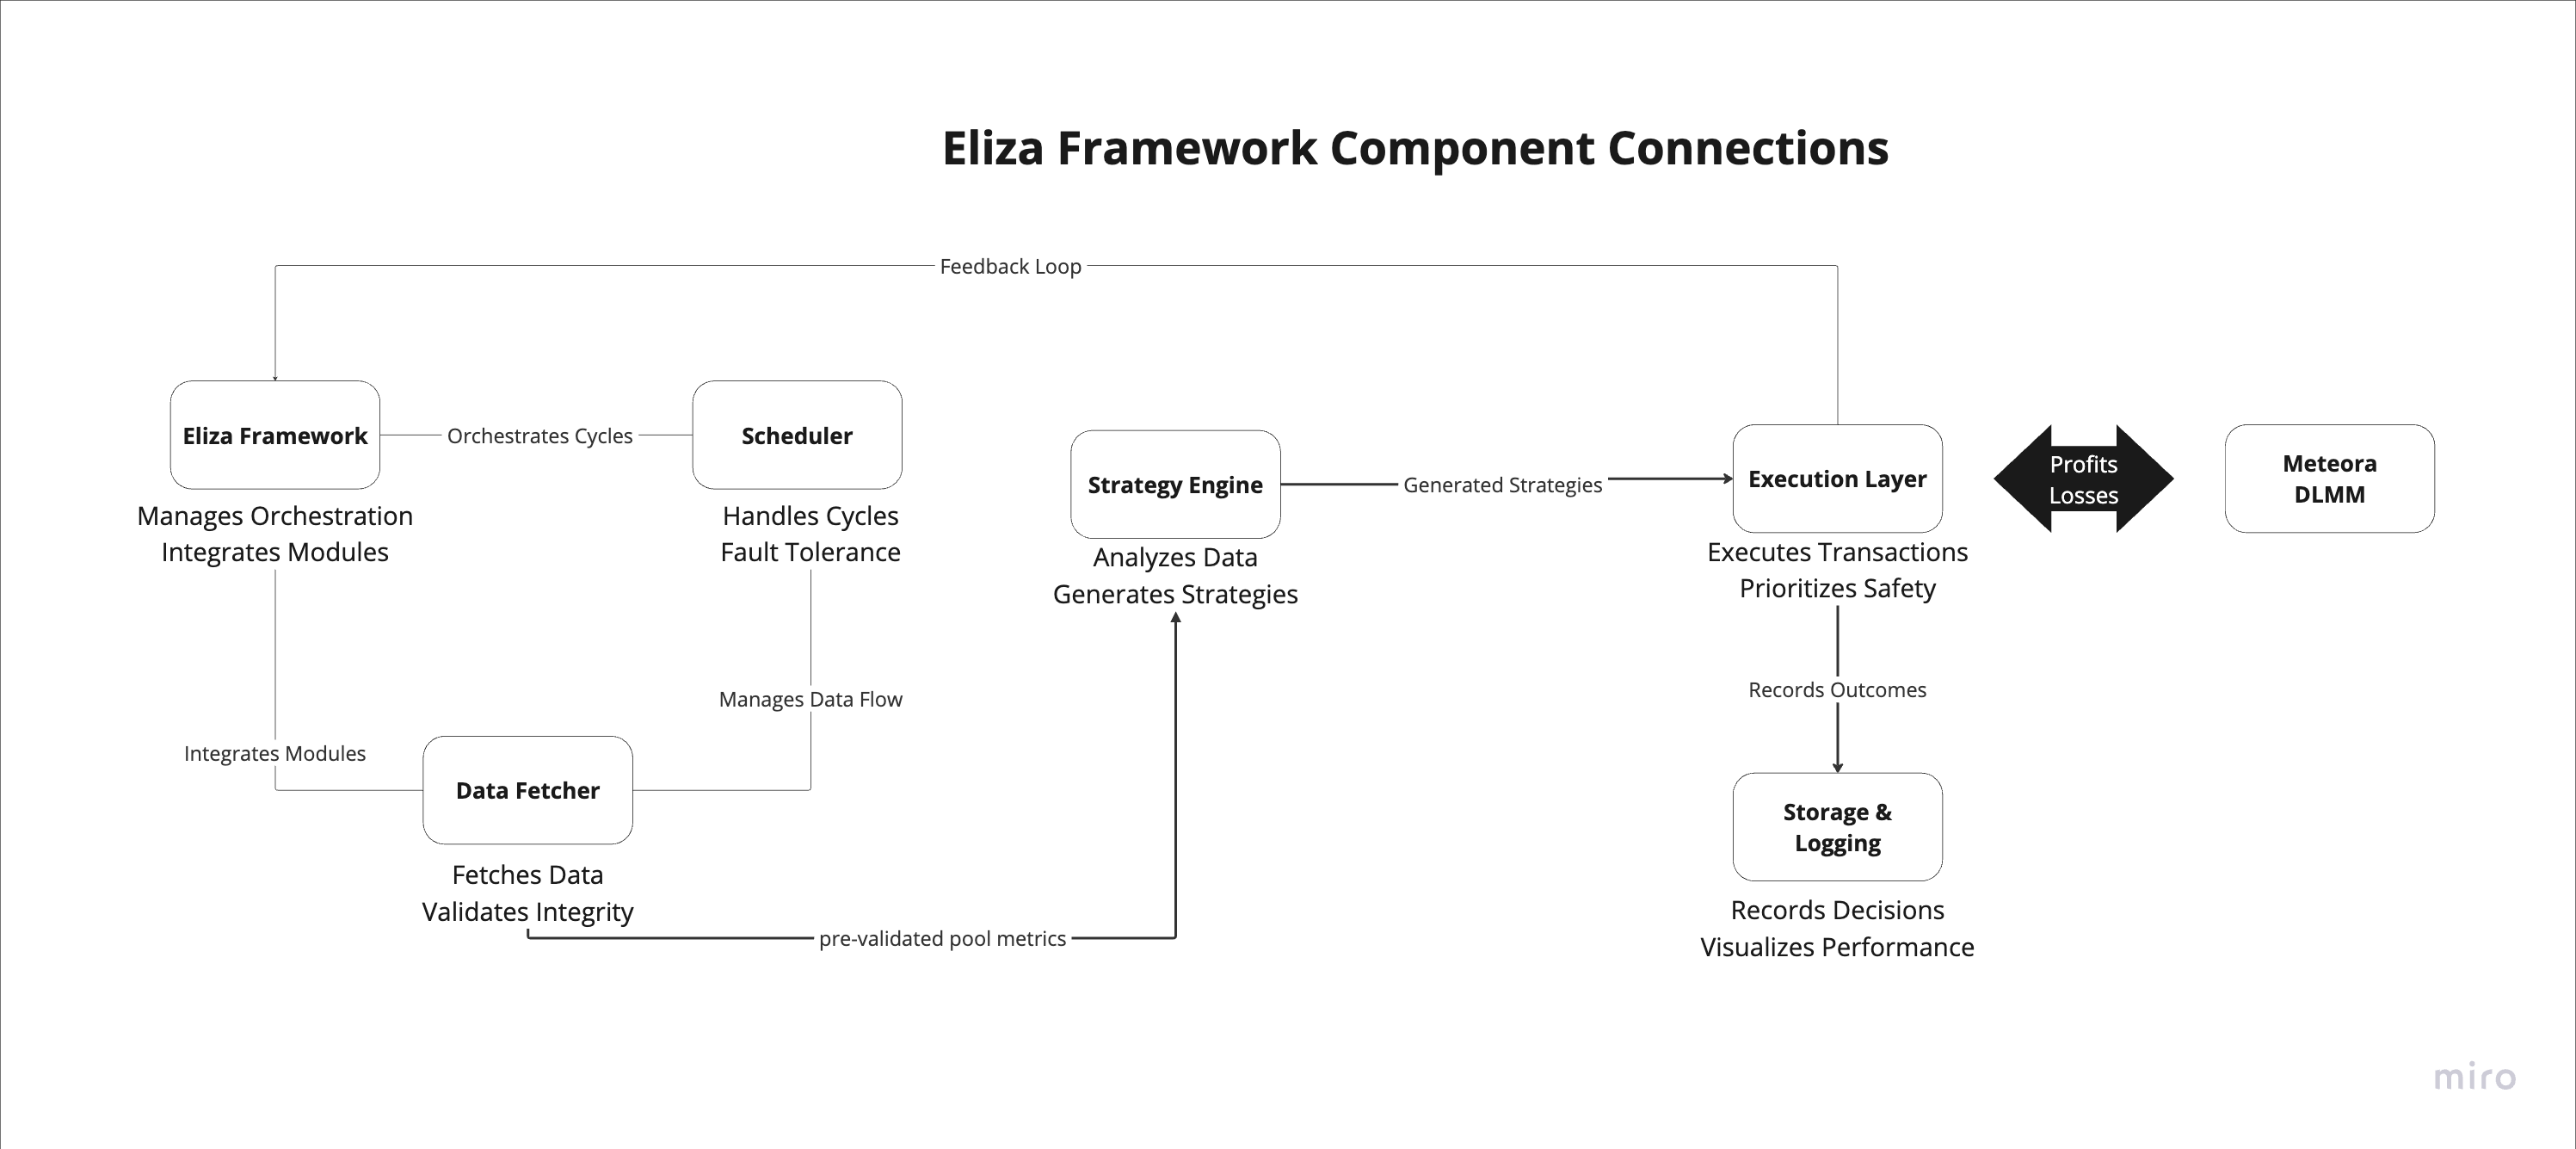 Eliza Framework Component Connections
Feedback Loop
Eliza Framework
Orchestrates Cycles
Scheduler
Manages Orchestration
Integrates Modules
Handles Cycles
Fault Tolerance
Integrates Modules
Manages Data Flow
Data Fetcher
Fetches Data
Validates Integrity
pre-validated pool metrics
Strategy Engine
Analyzes Data
Generates Strategies
Generated Strategies
Execution Layer
Executes Transactions
Prioritizes Safety
Profits
Losses
Meteora
DLMM
Records Outcomes
Storage &
Logging
Records Decisions
Visualizes Performance
miro